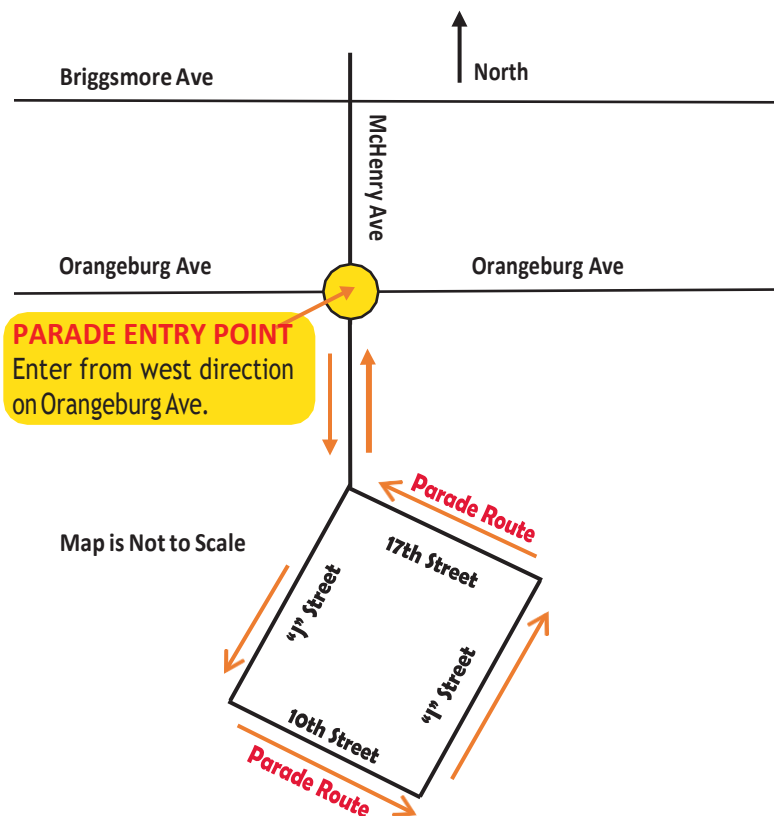 North
Briggsmore Ave
McHenry Ave
Orangeburg Ave
Orangeburg Ave
PARADE ENTRY POINT
Enter from west direction
on Orangeburg Ave.
Parade Route
Map is Not to Scale
17th Street
“J” Street
“I” Street
10th Street
Parade Route